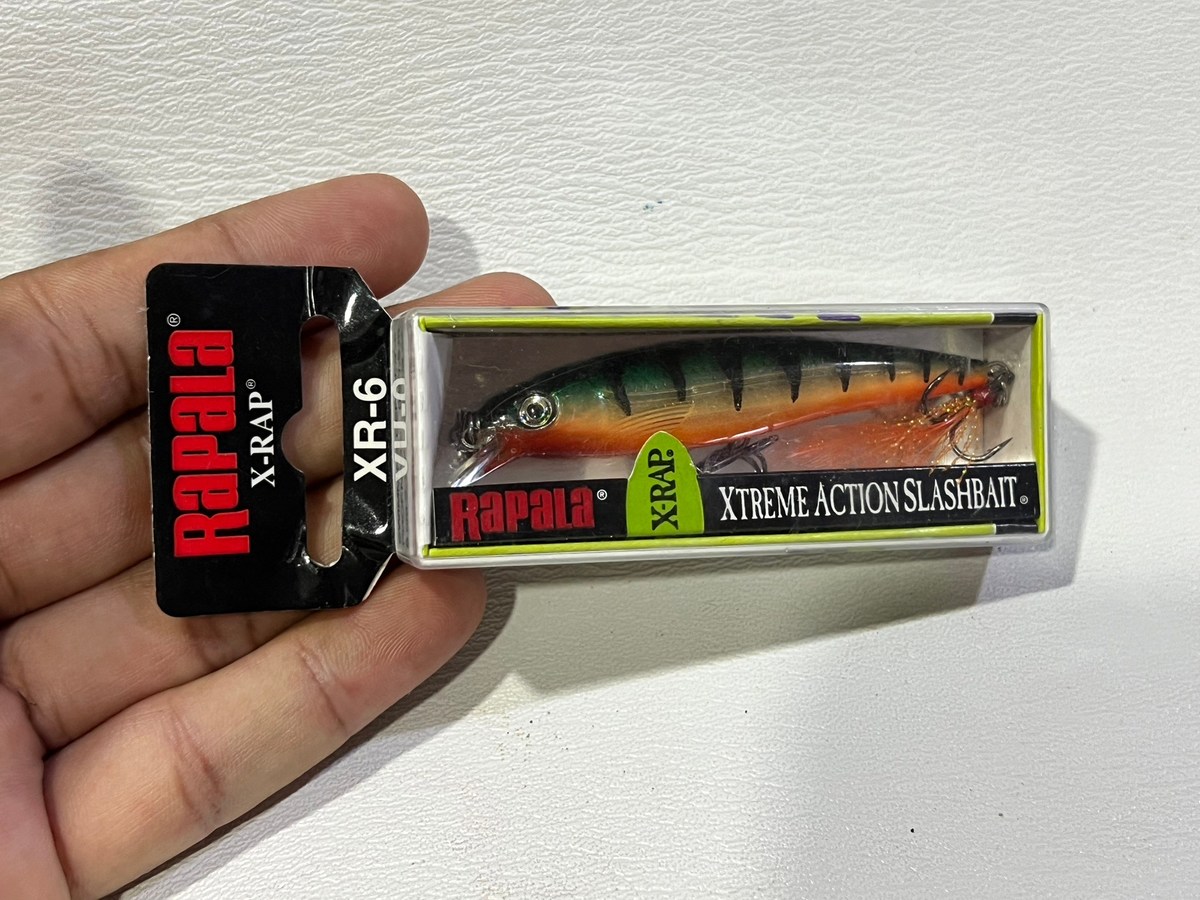 RAPALA®
X-RAP®
XR-6
RAPALA®
X-RAP®
XTREME ACTION SLASHBAIT®